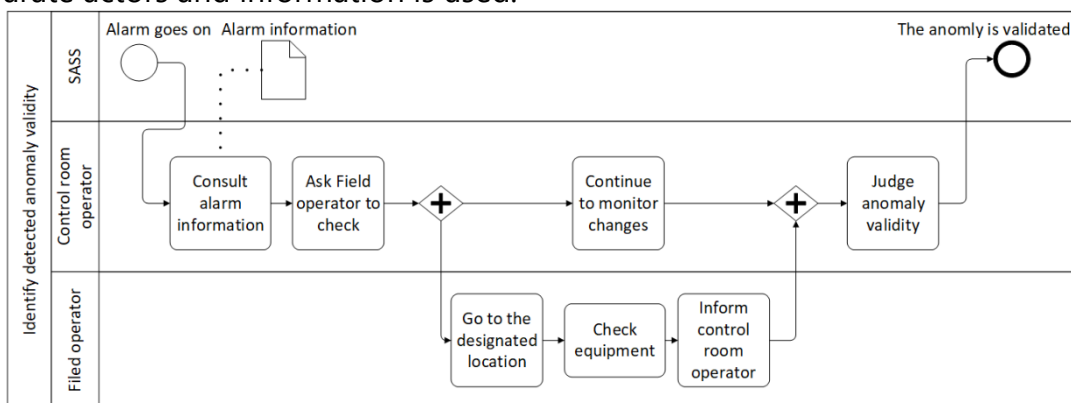 arate actors and information is used.
Alarm goes on
Alarm information
The anomly is validated
Identify detected anomaly validity
SASS
Control room
operator
Consult
alarm
information
Ask Field
operator to
check
Continue
to monitor
changes
Judge
anomaly
validity
Filed operator
Go to the
designated
location
Check
equipment
Inform
control
room
operator